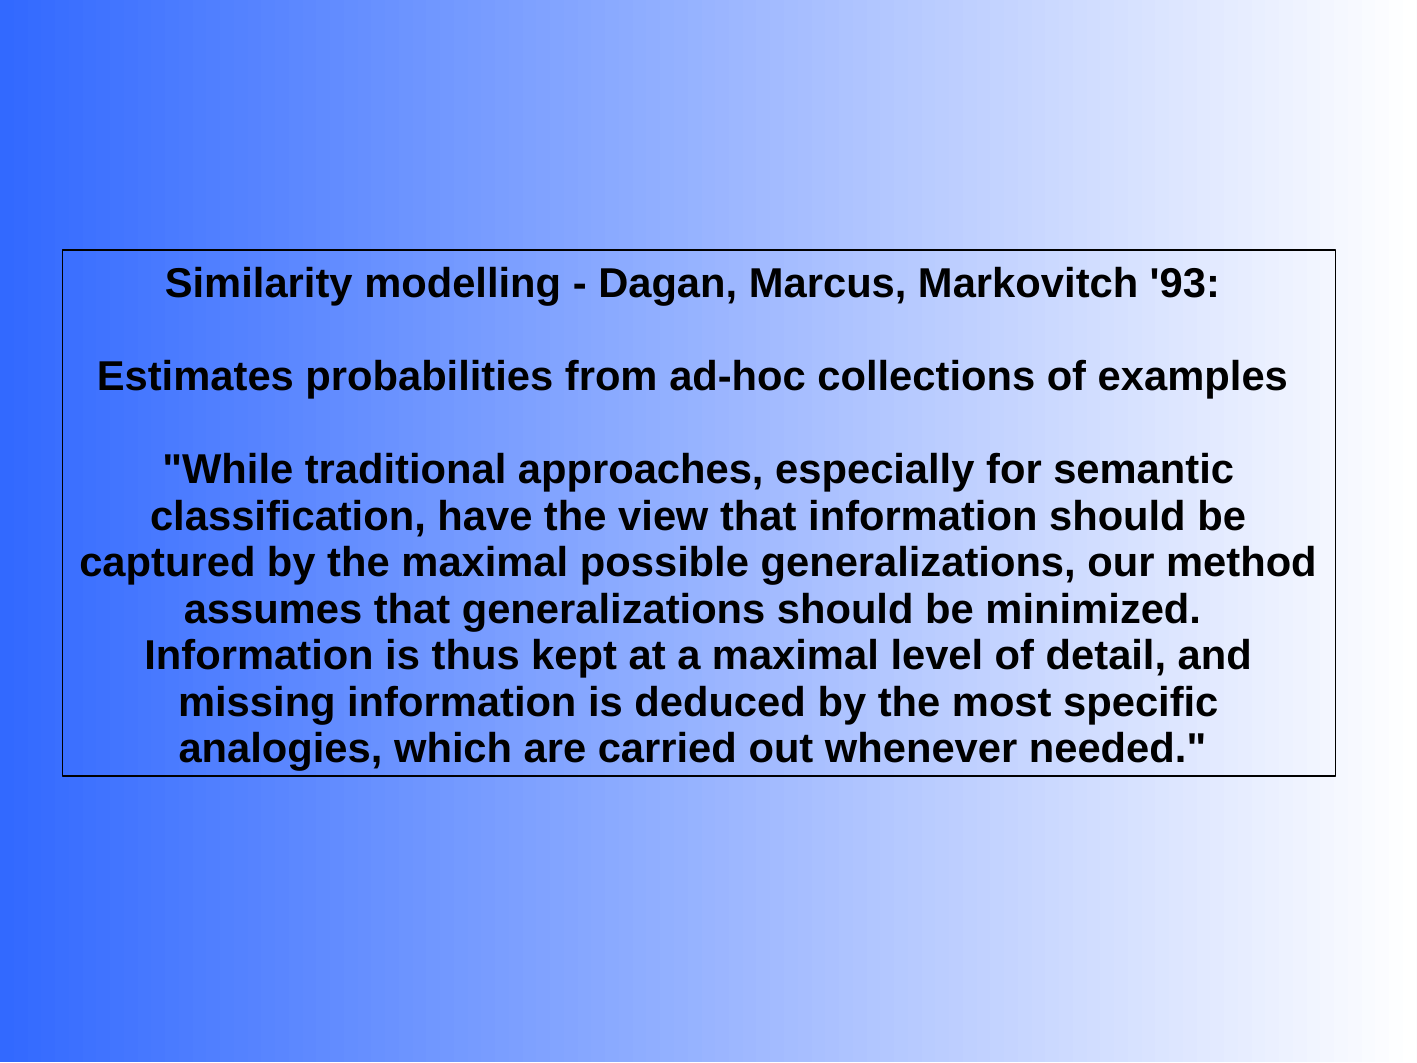 Similarity modelling - Dagan, Marcus, Markovitch '93:
Estimates probabilities from ad-hoc collections of examples
"While traditional approaches, especially for semantic
classification, have the view that information should be
captured by the maximal possible generalizations, our method
assumes that generalizations should be minimized.
Information is thus kept at a maximal level of detail, and
missing information is deduced by the most specific
analogies, which are carried out whenever needed."